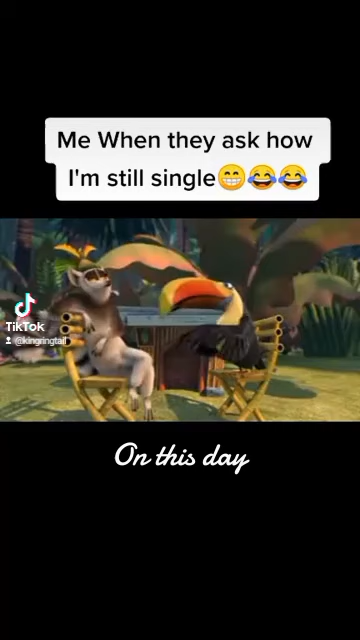 Me When they ask how
I'm still single😁😂😂
TikTok
@kingringtail
On this day